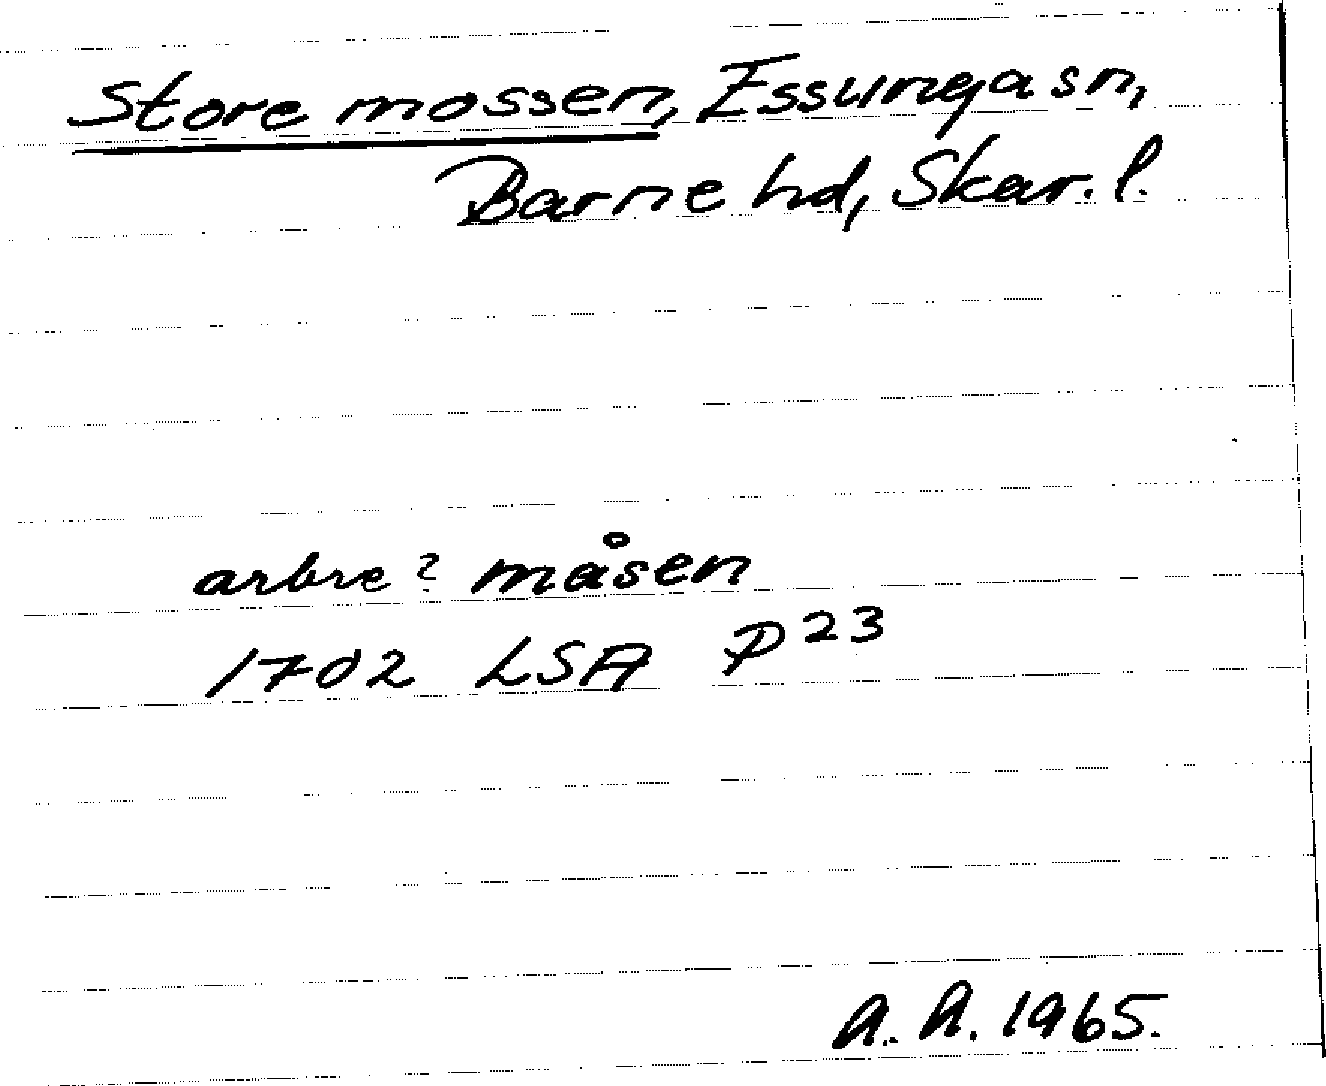 Store mossen, Essunga sn,
Barne hd, Skar. l.
arbre? måsen
1702 LSA P23
A. A. 1965.